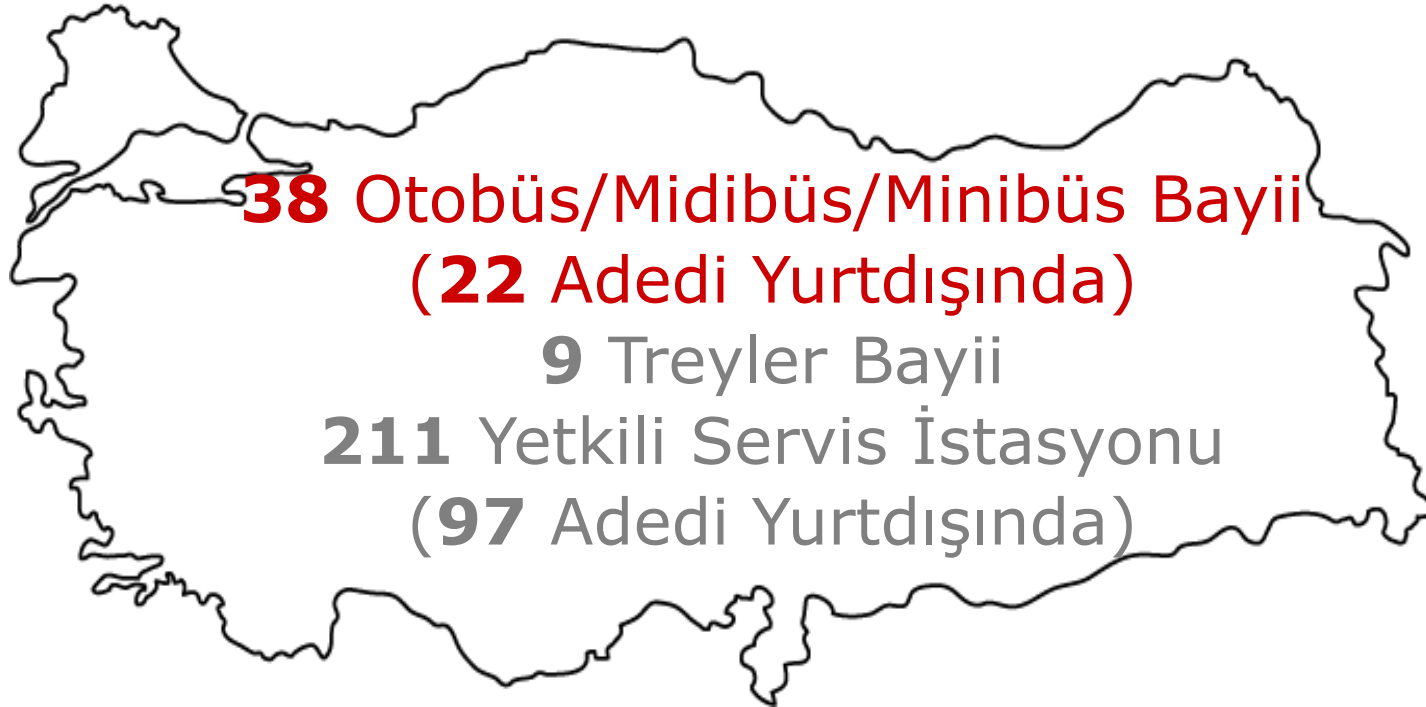 38 Otobüs/Midibüs/Minibüs Bayii
(22 Adedi Yurtdışında)
9 Treyler Bayii
211 Yetkili Servis İstasyonu
(97 Adedi Yurtdışında)